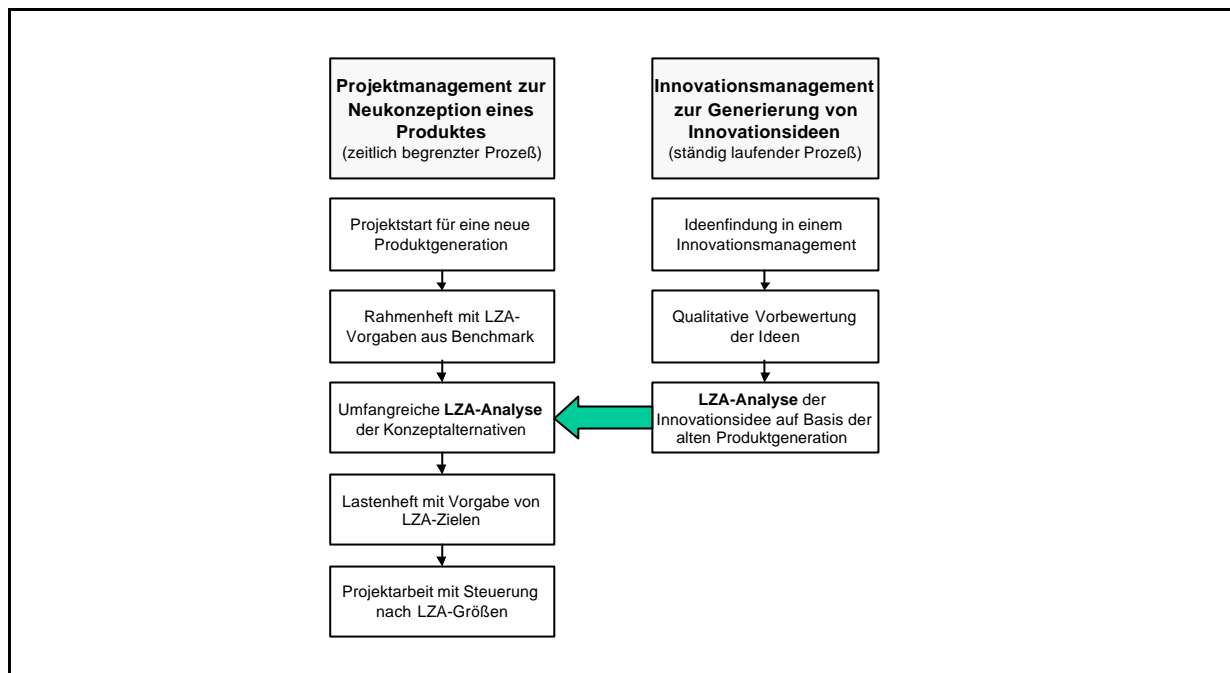 Projektmanagement zur
Neukonzeption eines
Produktes
(zeitlich begrenzter Prozeß)
Projektstart für eine neue
Produktgeneration
Rahmenheft mit LZA-
Vorgaben aus Benchmark
Umfangreiche LZA-Analyse
der Konzeptalternativen
Lastenheft mit Vorgabe von
LZA-Zielen
Projektarbeit mit Steuerung
nach LZA-Größen
Innovationsmanagement
zur Generierung von
Innovationsideen
(ständig laufender Prozeß)
Ideenfindung in einem
Innovationsmanagement
Qualitative Vorbewertung
der Ideen
LZA-Analyse der
Innovationsidee auf Basis der
alten Produktgeneration